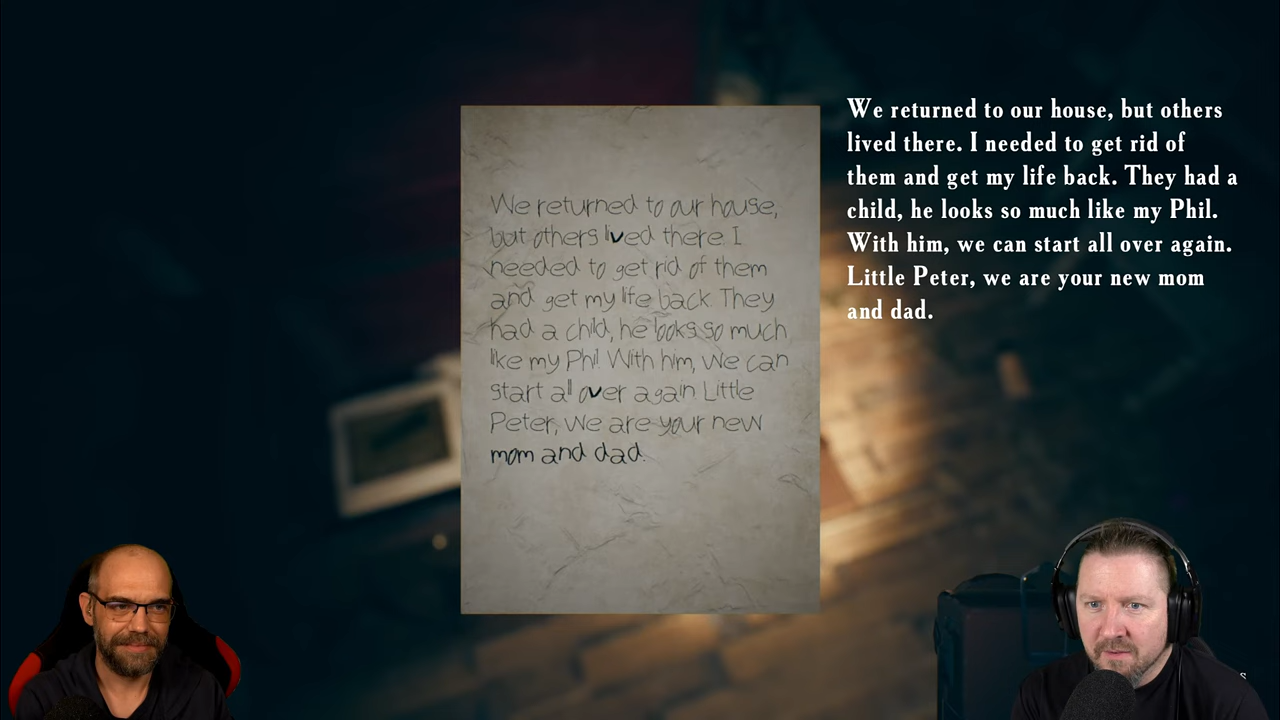 We returned to our house,
but others lived there. I
needed to get rid of them
and get my life back. They
had a child, he looks so much
like my Phil. With him, we can
start all over again. Little
Peter, we are your new
mom and dad.
We returned to our house, but others
lived there. I needed to get rid of
them and get my life back. They had a
child, he looks so much like my Phil.
With him, we can start all over again.
Little Peter, we are your new mom
and dad.